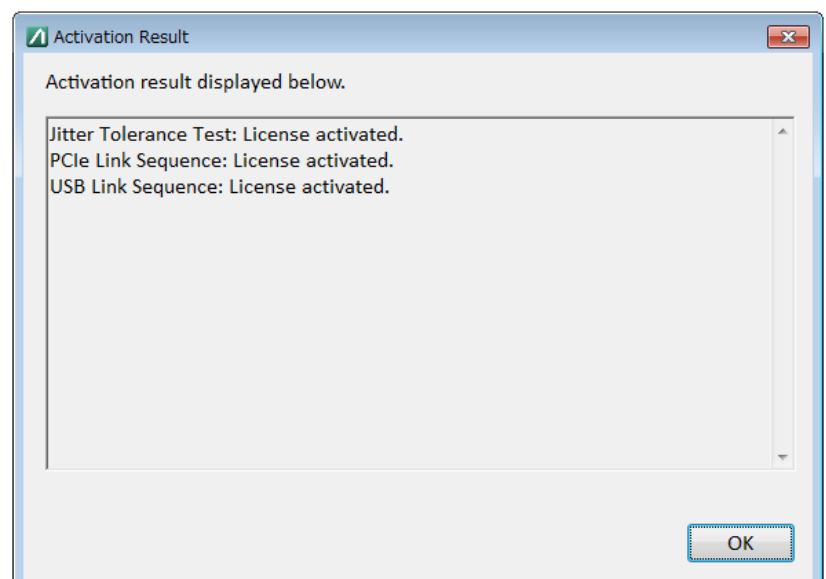 Activation Result
Activation result displayed below.
Jitter Tolerance Test: License activated.
PCIe Link Sequence: License activated.
USB Link Sequence: License activated.
OK